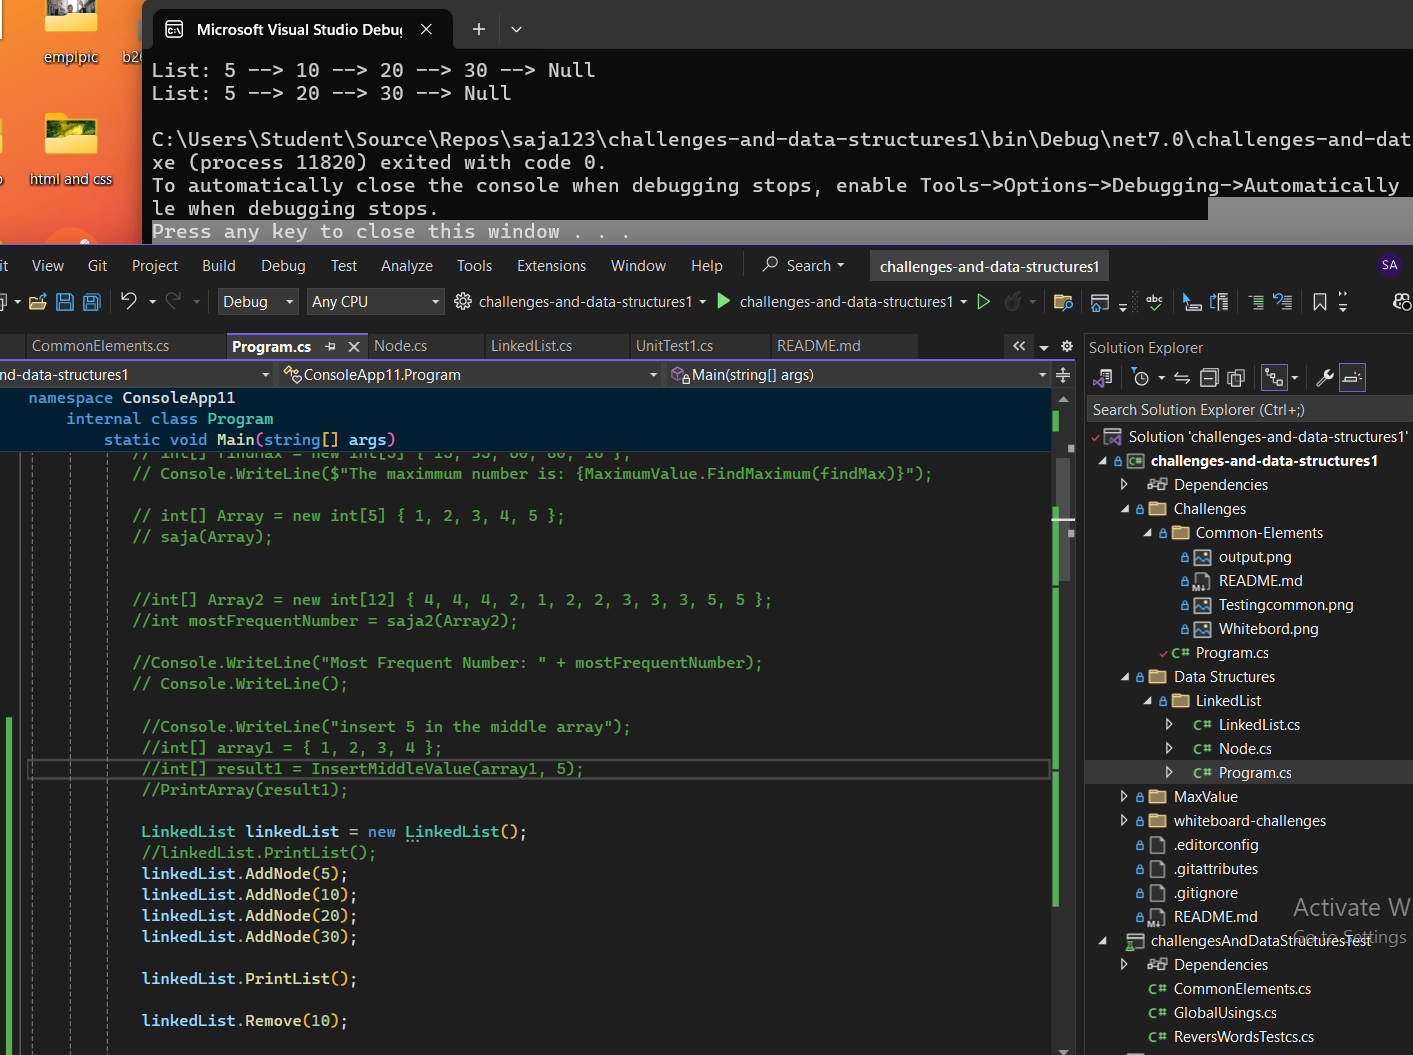 emplpic
html and css
Microsoft Visual Studio Debug
List: 5 --> 10 --> 20 --> 30 --> Null
List: 5 --> 20 --> 30 --> Null
C:\Users\Student\Source\Repos\saja123\challenges-and-data-structures1\bin\Debug\net7.0\challenges-and-dat
xe (process 11820) exited with code 0.
To automatically close the console when debugging stops, enable Tools->Options->Debugging->Automatically
le when debugging stops.
Press any key to close this window . . .
it View Git Project Build Debug Test Analyze Tools Extensions Window Help Search challenges-and-data-structures1 SA
Debug Any CPU challenges-and-data-structures1 challenges-and-data-structures1
CommonElements.cs Program.cs Node.cs LinkedList.cs UnitTest1.cs README.md
nd-data-structures1 ConsoleApp11.Program Main(string[] args)
namespace ConsoleApp11
internal class Program
static void Main(string[] args)
// int[] findMax = new int[5] { 15, 55, 60, 80, 16 };
// Console.WriteLine($"The maximmum number is: {MaximumValue.FindMaximum(findMax)}");
// int[] Array = new int[5] { 1, 2, 3, 4, 5 };
// saja(Array);
//int[] Array2 = new int[12] { 4, 4, 4, 2, 1, 2, 2, 3, 3, 3, 5, 5 };
//int mostFrequentNumber = saja2(Array2);
//Console.WriteLine("Most Frequent Number: " + mostFrequentNumber);
// Console.WriteLine();
//Console.WriteLine("insert 5 in the middle array");
//int[] array1 = { 1, 2, 3, 4 };
//int[] result1 = InsertMiddleValue(array1, 5);
//PrintArray(result1);
LinkedList linkedList = new LinkedList();
//linkedList.PrintList();
linkedList.AddNode(5);
linkedList.AddNode(10);
linkedList.AddNode(20);
linkedList.AddNode(30);
linkedList.PrintList();
linkedList.Remove(10);
Solution Explorer
Search Solution Explorer (Ctrl+;)
Solution 'challenges-and-data-structures1'
challenges-and-data-structures1
Dependencies
Challenges
Common-Elements
output.png
README.md
Testingcommon.png
Whitebord.png
Program.cs
Data Structures
LinkedList
LinkedList.cs
Node.cs
Program.cs
MaxValue
whiteboard-challenges
.editorconfig
.gitattributes
.gitignore
README.md
challengesAndDataStructuresTest
Dependencies
CommonElements.cs
GlobalUsings.cs
ReversWordsTestcs.cs
Activate W
Go to Settings